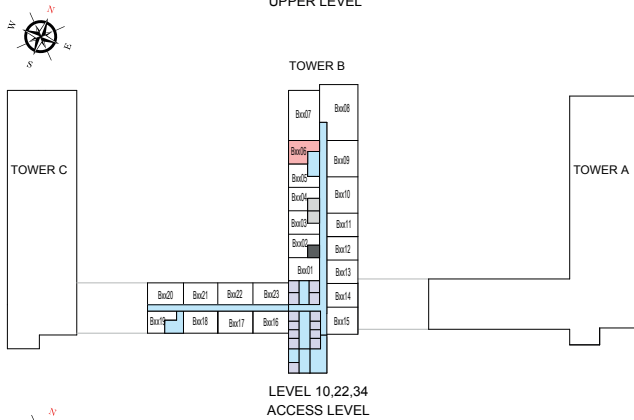 UPPER LEVEL
N
W
E
S
TOWER B
Bxx07
Bxx08
Bxx06
Bxx09
TOWER C
TOWER A
Bxx05
Bxx04
Bxx10
Bxx03
Bxx11
Bxx02
Bxx12
Bxx01
Bxx13
Bxx20
Bxx21
Bxx22
Bxx23
Bxx14
Bxx19
Bxx18
Bxx17
Bxx16
Bxx15
LEVEL 10,22,34
ACCESS LEVEL
N